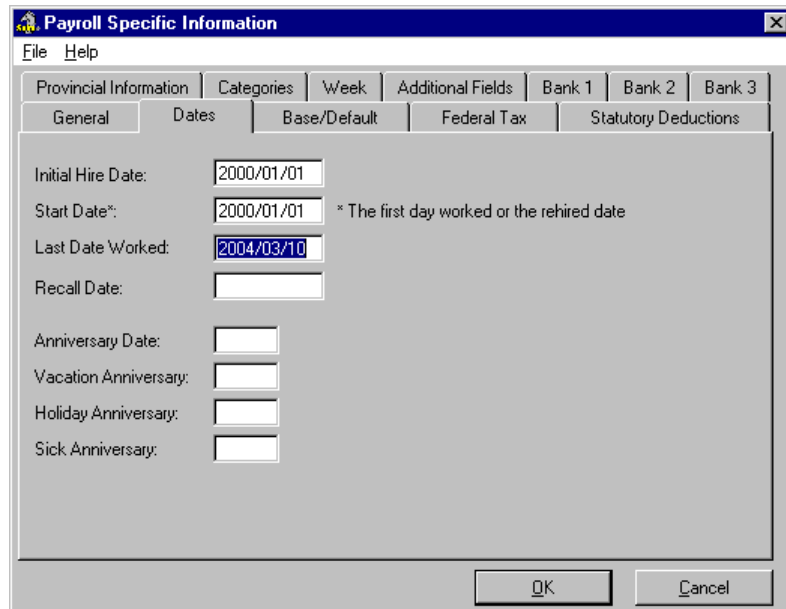 Payroll Specific Information
File Help
Provincial Information Categories Week Additional Fields Bank 1 Bank 2 Bank 3
General Dates Base/Default Federal Tax Statutory Deductions
Initial Hire Date: 2000/01/01
Start Date*: 2000/01/01 * The first day worked or the rehired date
Last Date Worked: 2004/03/10
Recall Date:
Anniversary Date:
Vacation Anniversary:
Holiday Anniversary:
Sick Anniversary:
OK Cancel